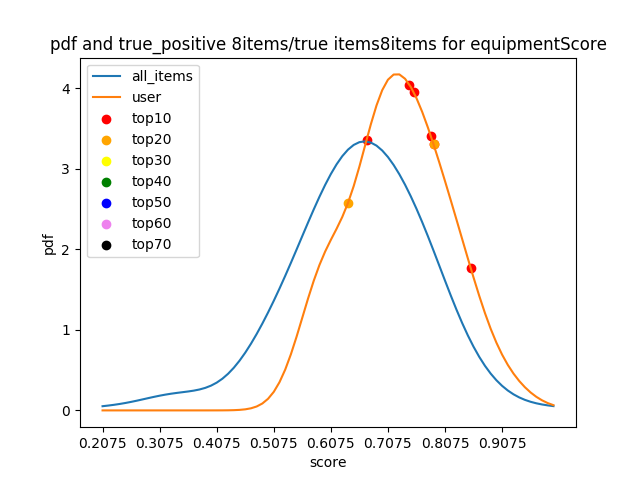 pdf and true_positive 8items/true items8items for equipmentScore
all_items
user
top10
top20
top30
top40
top50
top60
top70
pdf
4
3
2
1
0
0.2075 0.3075 0.4075 0.5075 0.6075 0.7075 0.8075 0.9075
score